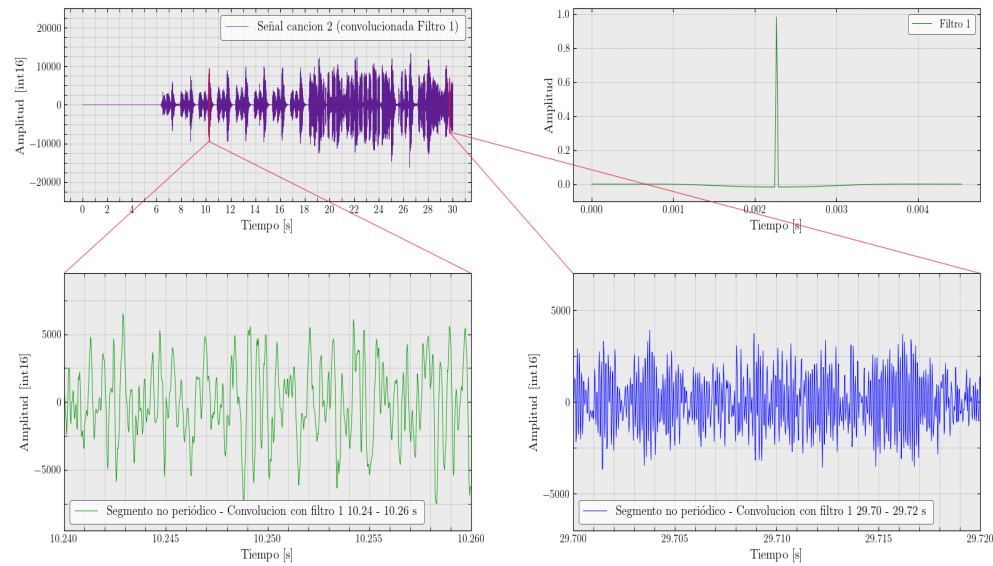 20000
10000
0
−10000
−20000
Amplitud [int16]
Señal cancion 2 (convolucionada Filtro 1)
0 2 4 6 8 10 12 14 16 18 20 22 24 26 28 30
Tiempo [s]
1.0
0.8
0.6
0.4
0.2
0.0
Amplitud
Filtro 1
0.000 0.001 0.002 0.003 0.004
Tiempo [s]
5000
0
−5000
Amplitud [int16]
Segmento no periódico - Convolucion con filtro 1 10.24 - 10.26 s
10.240 10.245 10.250 10.255 10.260
Tiempo [s]
5000
0
−5000
Amplitud [int16]
Segmento no periódico - Convolucion con filtro 1 29.70 - 29.72 s
29.700 29.705 29.710 29.715 29.720
Tiempo [s]